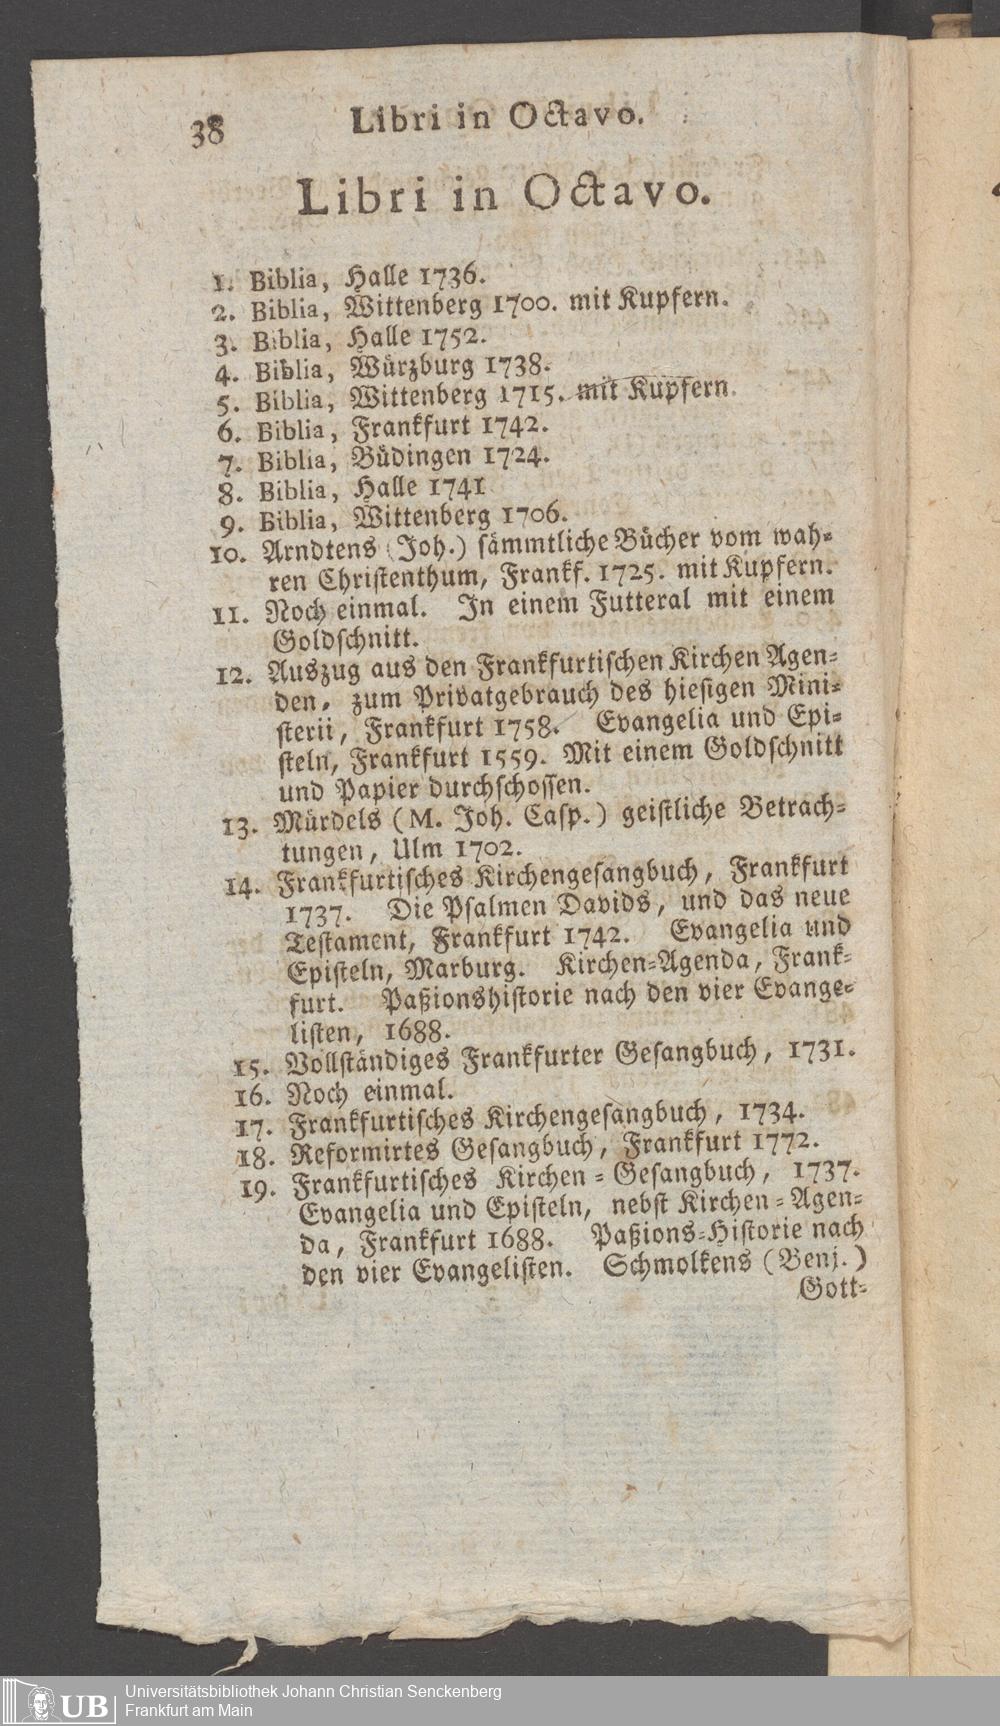 38 Libri in Octavo.
Libri in Octavo.
1. Biblia, Halle 1736.
2. Biblia, Wittenberg 1700. mit Kupfern.
3. Biblia, Halle 1752.
4. Biblia, Würzburg 1738.
5. Biblia, Wittenberg 1715. mit Kupfern.
6. Biblia, Frankfurt 1742.
7. Biblia, Büdingen 1724.
8. Biblia, Halle 1741
9. Biblia, Wittenberg 1706.
10. Arndtens (Joh.) sämmtliche Bücher vom wah-
ren Christenthum, Frankf. 1725. mit Kupfern.
11. Noch einmal. In einem Futteral mit einem
Goldschnitt.
12. Auszug aus den Frankfurtischen Kirchen Agen-
den, zum Privatgebrauch des hiesigen Mini-
sterii, Frankfurt 1758. Evangelia und Epi-
steln, Frankfurt 1559. Mit einem Goldschnitt
und Papier durchschossen.
13. Mürdels (M. Joh. Casp.) geistliche Betrach-
tungen, Ulm 1702.
14. Frankfurtisches Kirchengesangbuch, Frankfurt
1737. Die Psalmen Davids, und das neue
Testament, Frankfurt 1742. Evangelia und
Episteln, Marburg. Kirchen-Agenda, Frank-
furt. Paßionshistorie nach den vier Evange-
listen, 1688.
15. Vollständiges Frankfurter Gesangbuch, 1731.
16. Noch einmal.
17. Frankfurtisches Kirchengesangbuch, 1734.
18. Reformirtes Gesangbuch, Frankfurt 1772.
19. Frankfurtisches Kirchen-Gesangbuch, 1737.
Evangelia und Episteln, nebst Kirchen-Agen-
da, Frankfurt 1688. Paßions-Historie nach
den vier Evangelisten. Schmolkens (Benj.)
Gott-
UB Universitätsbibliothek Johann Christian Senckenberg
Frankfurt am Main